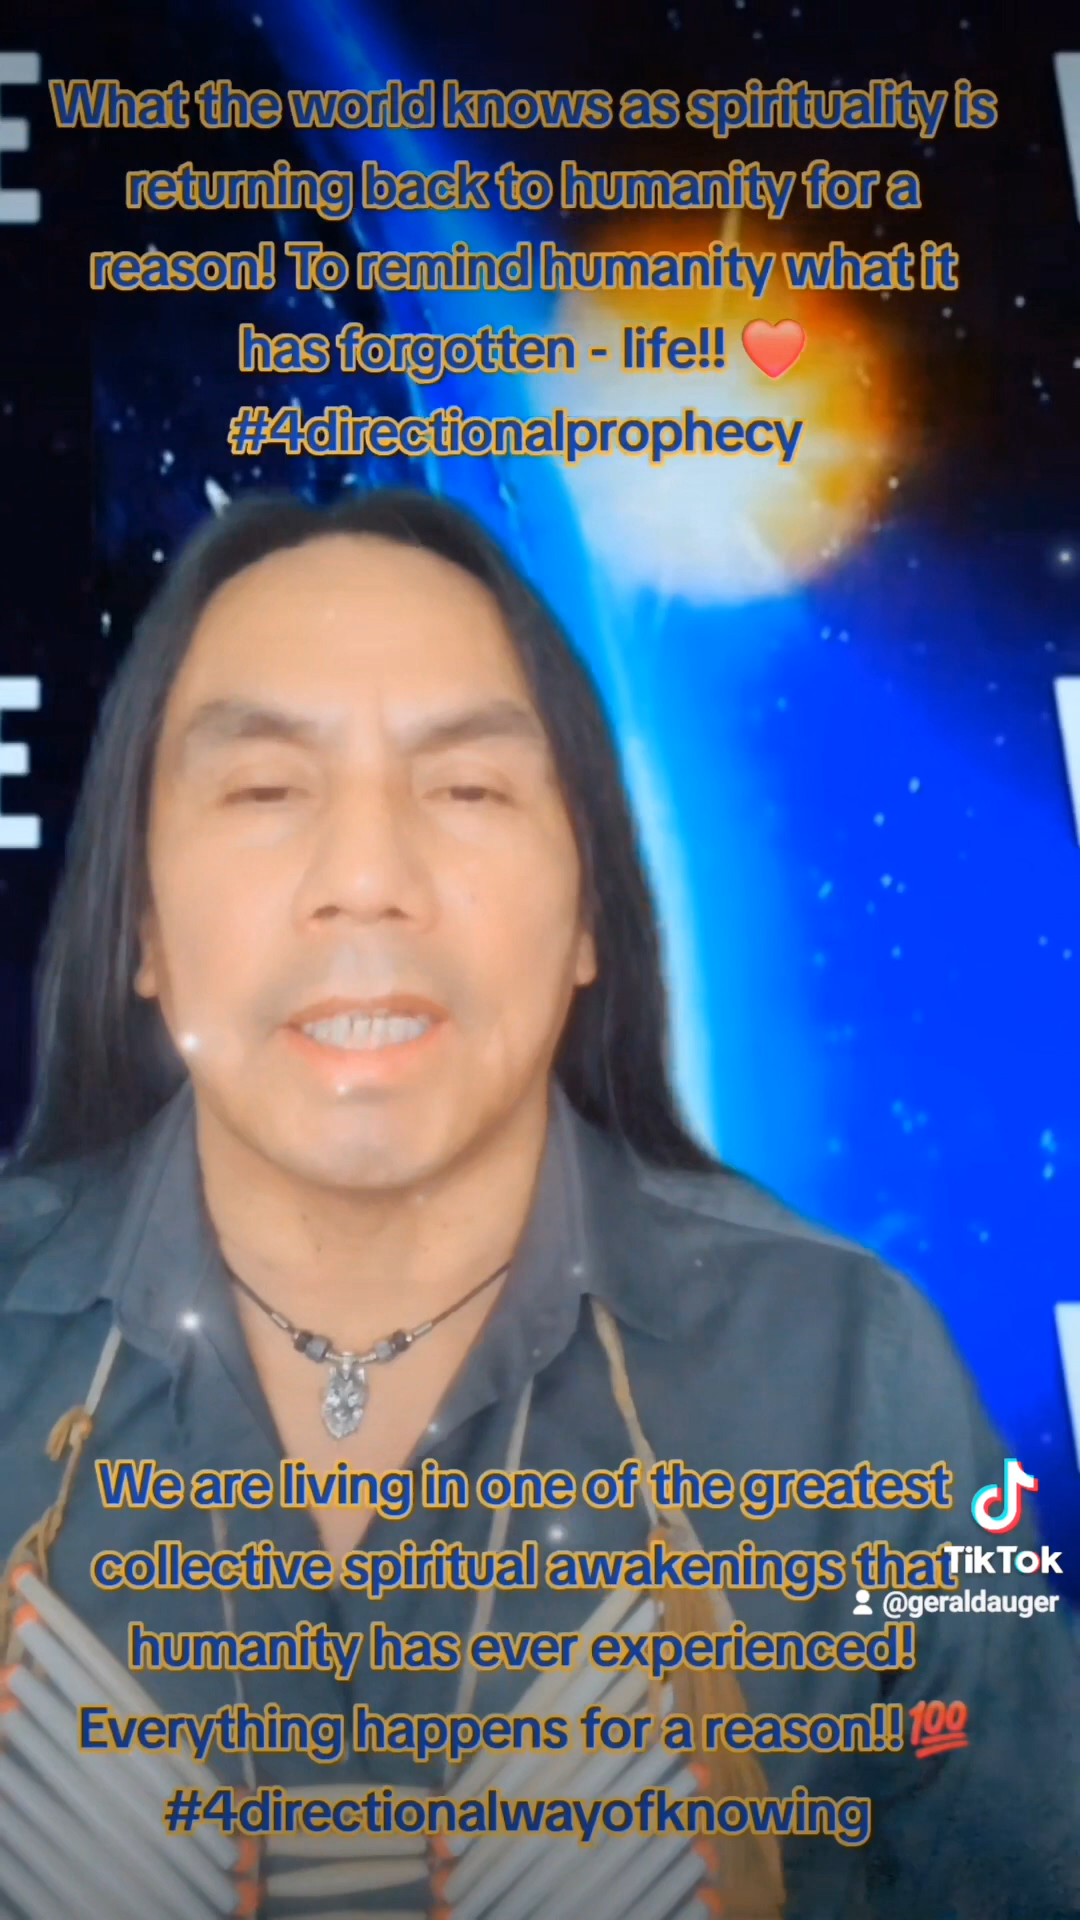 What the world knows as spirituality is
returning back to humanity for a
reason! To remind humanity what it
has forgotten - life!! ❤️
#4directionalprophecy
E
E
We are living in one of the greatest
collective spiritual awakenings that
TikTok
@geraldauger
humanity has ever experienced!
Everything happens for a reason!!💯
#4directionalwayofknowing